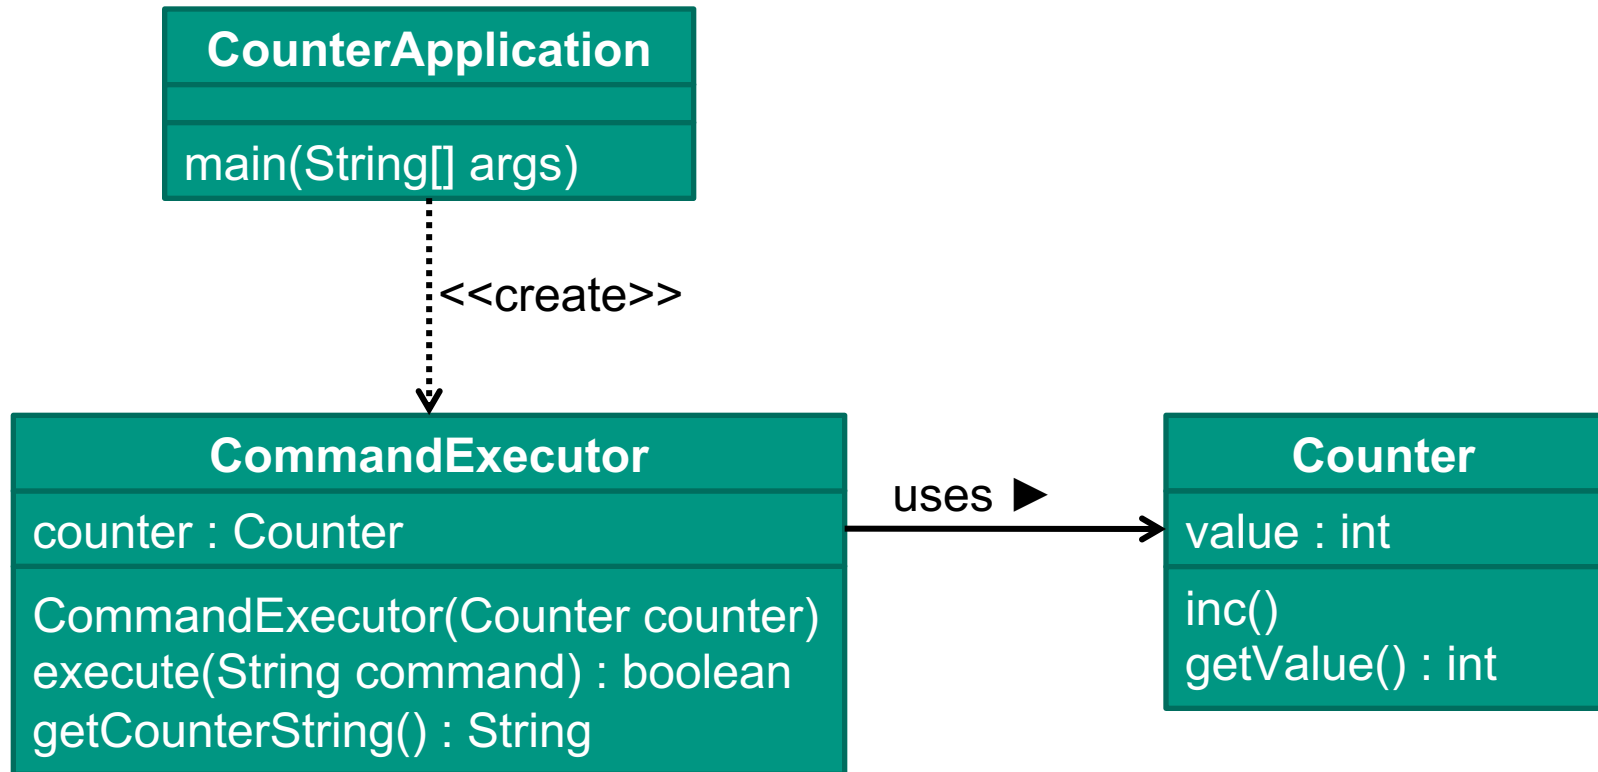 CounterApplication
main(String[] args)
<<create>>
CommandExecutor
counter : Counter
CommandExecutor(Counter counter)
execute(String command) : boolean
getCounterString() : String
uses ►
Counter
value : int
inc()
getValue() : int